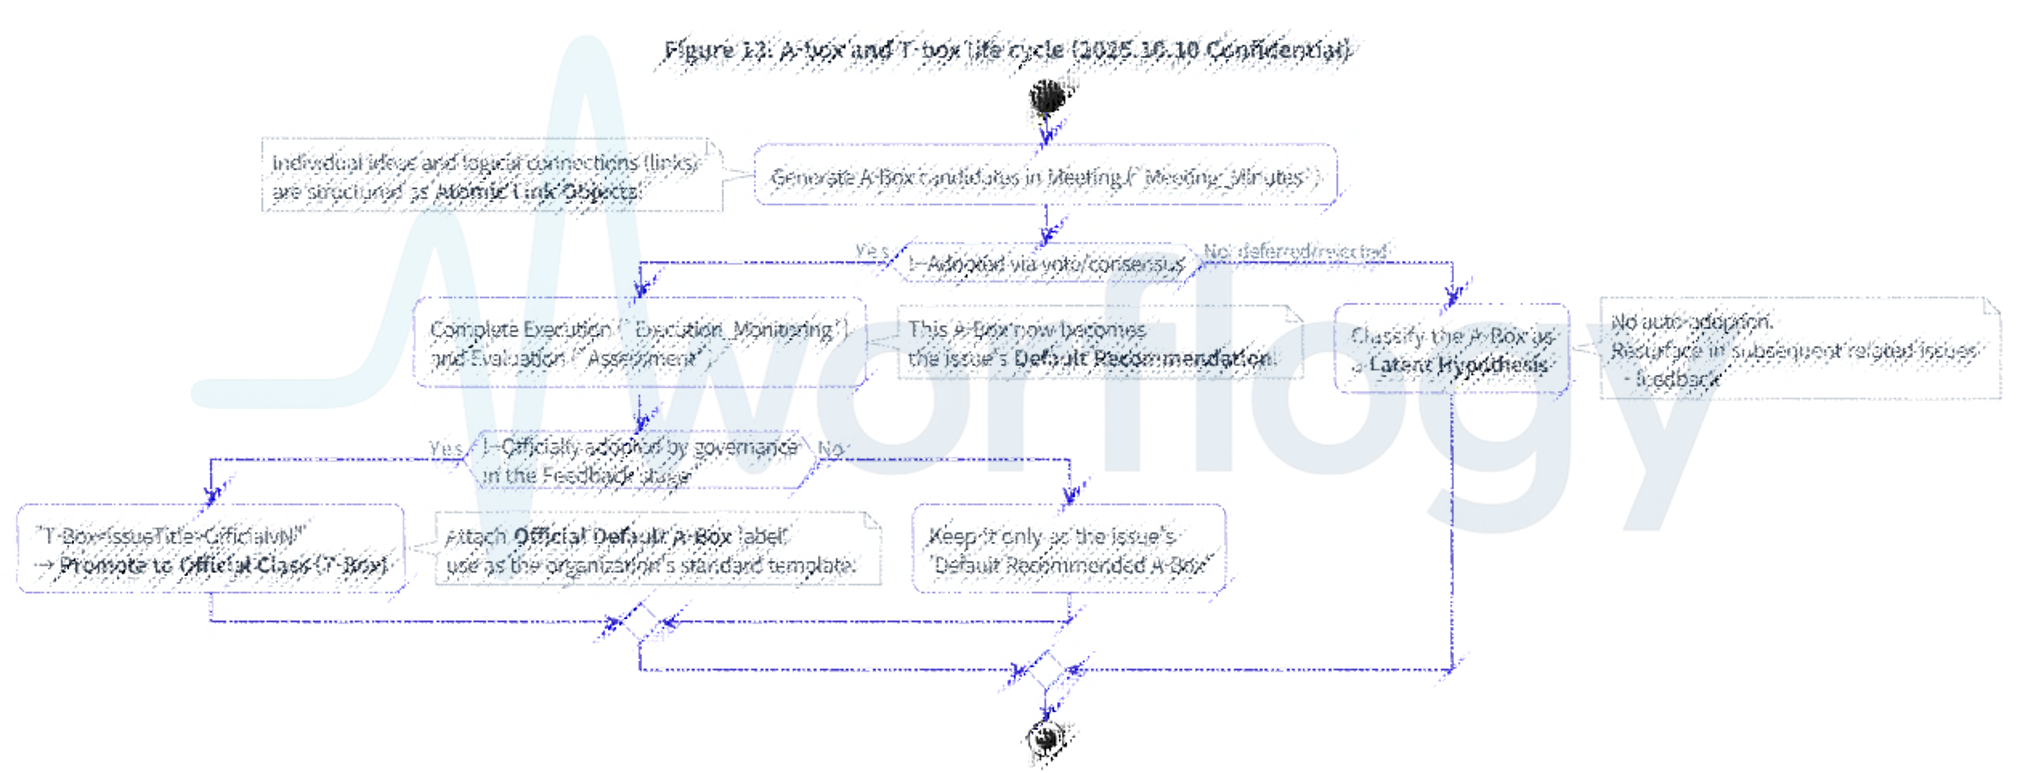 Figure 13: A-box and T-box life cycle (2025.10.10 Confidential)
Individual ideas and logical connections (links)
are structured as Atomic Link Objects.
Generate A-Box candidates in Meeting (`Meeting_Minutes`)
Yes
Adopted via vote/consensus
No: deferred/rejected
Complete Execution (`Execution_Monitoring`)
and Evaluation (`Assessment`)
This A-Box now becomes
the issue's Default Recommendation.
Classify the A-Box as
a Latent Hypothesis
No auto-adoption.
Resurface in subsequent related issues
- feedback
Yes
Officially adopted by governance
in the Feedback stage
No
"T-Box-IssueTitle-OfficialvN"
→ Promote to Official Class (T-Box)
Attach Official Default A-Box label
use as the organization's standard template.
Keep it only as the issue's
'Default Recommended A-Box'
worflogy